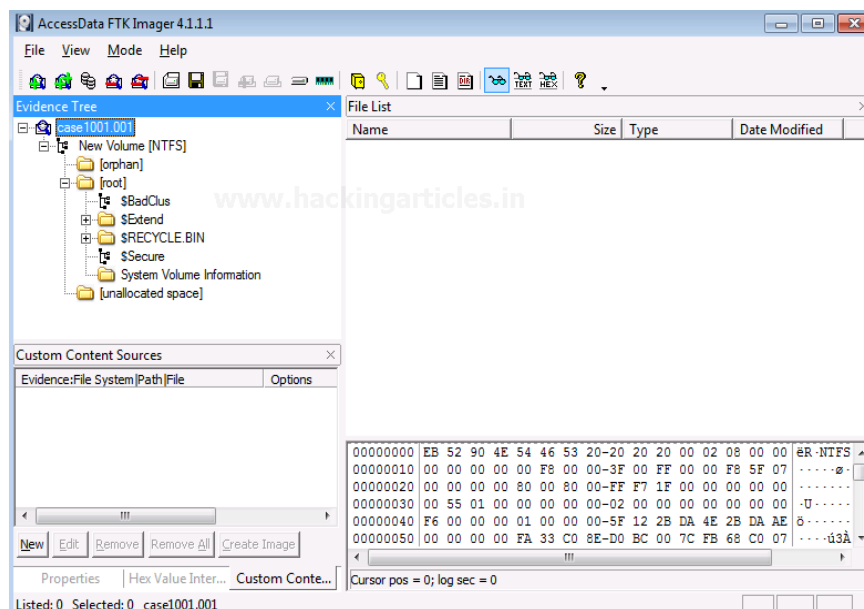 AccessData FTK Imager 4.1.1.1
File View Mode Help
TEXT HEX
Evidence Tree
case1001.001
New Volume [NTFS]
[orphan]
[root]
$BadClus
$Extend
$RECYCLE.BIN
$Secure
System Volume Information
[unallocated space]
File List
Name Size Type Date Modified
www.hackingarticles.in
Custom Content Sources
Evidence:File System|Path|File Options
New Edit Remove Remove All Create Image
Properties Hex Value Inter... Custom Conte...
00000000 EB 52 90 4E 54 46 53 20-20 20 20 00 02 08 00 00 ëR·NTFS
00000010 00 00 00 00 00 F8 00 00-3F 00 FF 00 00 F8 5F 07 ·····ø·
00000020 00 00 00 00 80 00 80 00-FF F7 1F 00 00 00 00 00 ·······
00000030 00 55 01 00 00 00 00 00-02 00 00 00 00 00 00 00 ·U·····
00000040 F6 00 00 00 01 00 00 00-5F 12 2B DA 4E 2B DA AE ö······
00000050 00 00 00 00 FA 33 C0 8E-D0 BC 00 7C FB 68 C0 07 ····ú3À
Cursor pos = 0; log sec = 0
Listed: 0 Selected: 0 case1001.001